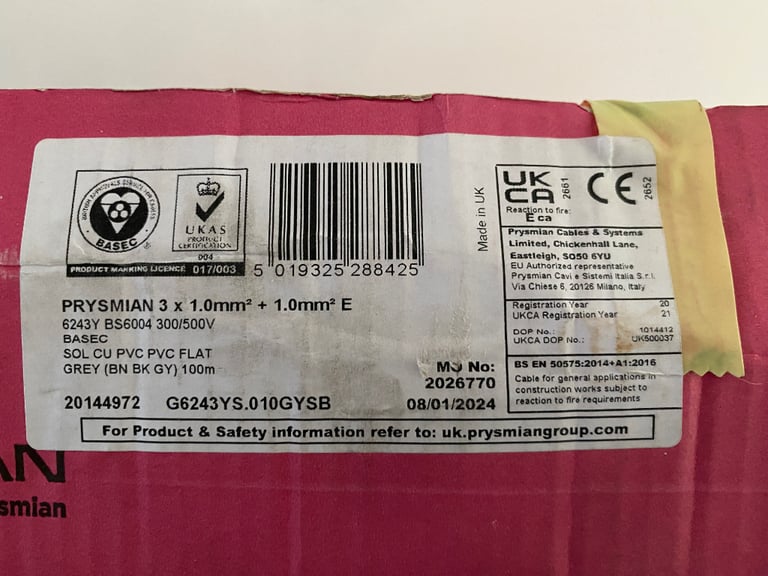 BRITISH APPROVALS SERVICE FOR CABLES
BASEC
UKAS
PRODUCT
CERTIFICATION
004
PRODUCT MARKING LICENCE 017/003
5 019325 288425
Made in UK
UK
CA
2661
CE
2652
Reaction to fire:
E ca
Prysmian Cables & Systems
Limited, Chickenhall Lane,
Eastleigh, SO50 6YU
EU Authorized representative
Prysmian Cavi e Sistemi Italia S.r.l.
Via Chiese 6, 20126 Milano, Italy
Registration Year 20
UKCA Registration Year 21
DOP No.: 1014412
UKCA DOP No.: UK500037
BS EN 50575:2014+A1:2016
Cable for general applications in
construction works subject to
reaction to fire requirements
PRYSMIAN 3 x 1.0mm² + 1.0mm² E
6243Y BS6004 300/500V
BASEC
SOL CU PVC PVC FLAT
GREY (BN BK GY) 100m
MO No:
2026770
20144972 G6243YS.010GYSB 08/01/2024
For Product & Safety information refer to: uk.prysmiangroup.com
AN
smian